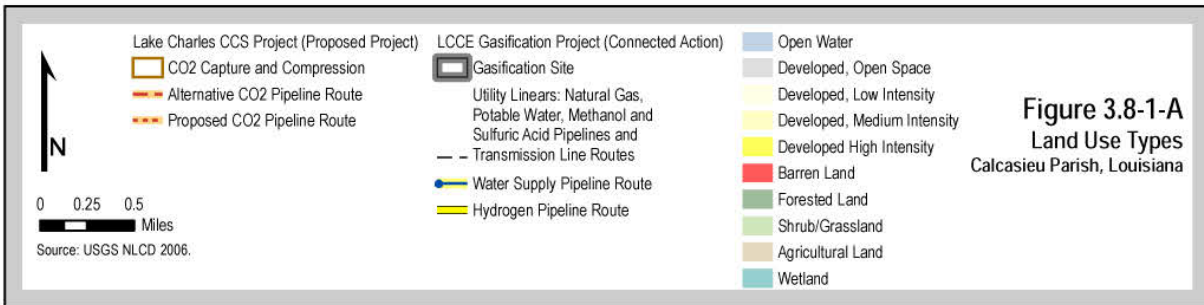 Lake Charles CCS Project (Proposed Project)
CO2 Capture and Compression
Alternative CO2 Pipeline Route
Proposed CO2 Pipeline Route
N
0 0.25 0.5
Miles
Source: USGS NLCD 2006.
LCCE Gasification Project (Connected Action)
Gasification Site
Utility Linears: Natural Gas,
Potable Water, Methanol and
Sulfuric Acid Pipelines and
Transmission Line Routes
Water Supply Pipeline Route
Hydrogen Pipeline Route
Open Water
Developed, Open Space
Developed, Low Intensity
Developed, Medium Intensity
Developed High Intensity
Barren Land
Forested Land
Shrub/Grassland
Agricultural Land
Wetland
Figure 3.8-1-A
Land Use Types
Calcasieu Parish, Louisiana